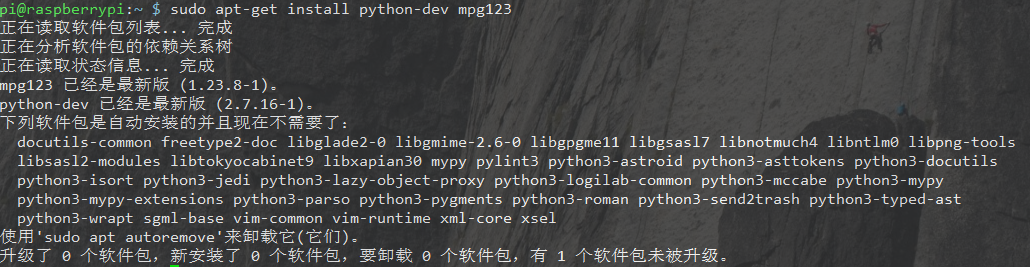 pi@raspberrypi:~ $ sudo apt-get install python-dev mpg123
正在读取软件包列表... 完成
正在分析软件包的依赖关系树
正在读取状态信息... 完成
mpg123 已经是最新版 (1.23.8-1)。
python-dev 已经是最新版 (2.7.16-1)。
下列软件包是自动安装的并且现在不需要了:
docutils-common freetype2-doc libglade2-0 libgmime-2.6-0 libgpgme11 libgsasl7 libnotmuch4 libntlm0 libpng-tools
libsasl2-modules libtokyocabinet9 libxapian30 mypy pylint3 python3-astroid python3-asttokens python3-docutils
python3-isort python3-jedi python3-lazy-object-proxy python3-logilab-common python3-mccabe python3-mypy
python3-mypy-extensions python3-parso python3-pygments python3-roman python3-send2trash python3-typed-ast
python3-wrapt sgml-base vim-common vim-runtime xml-core xsel
使用'sudo apt autoremove'来卸载它(它们)。
升级了 0 个软件包，新安装了 0 个软件包，要卸载 0 个软件包，有 1 个软件包未被升级。